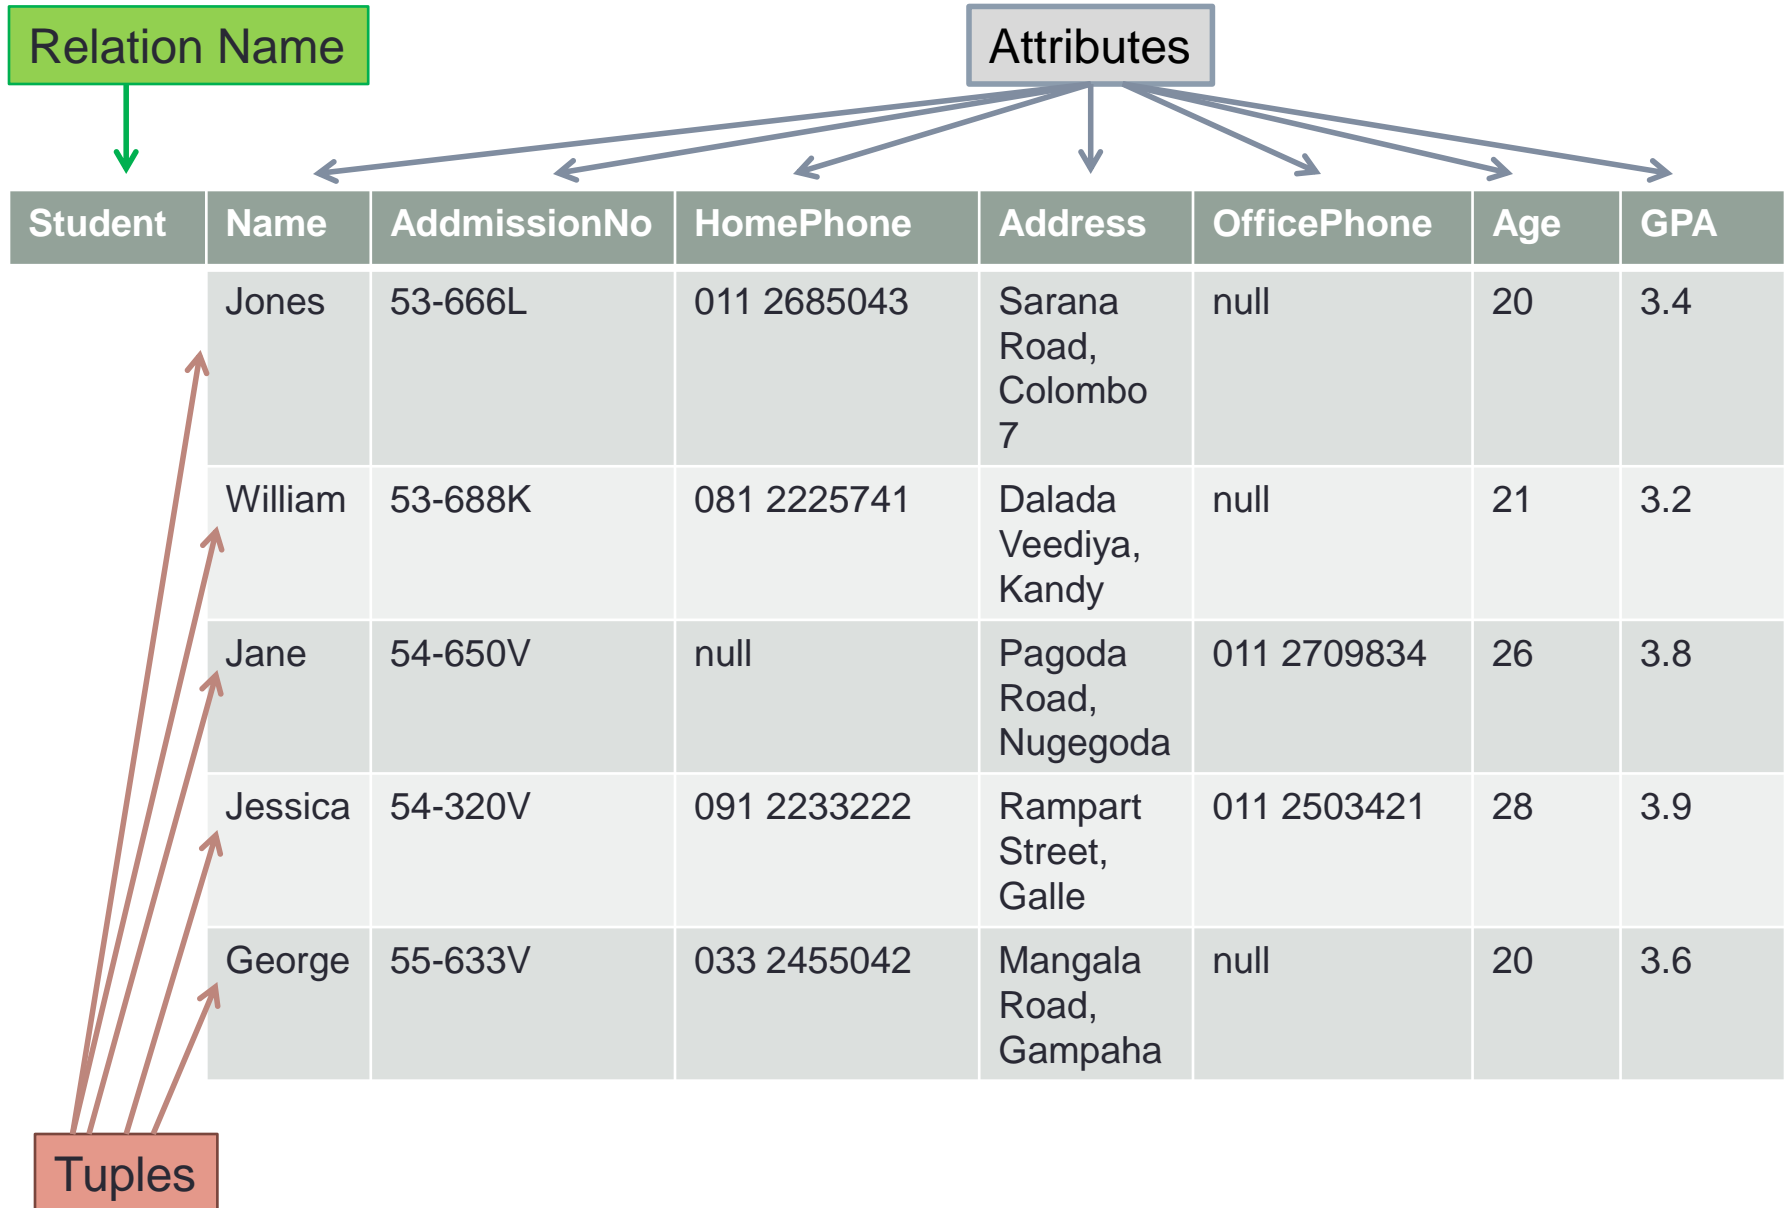 Relation Name
Attributes
Student Name AddmissionNo HomePhone Address OfficePhone Age GPA
Jones 53-666L 011 2685043 Sarana null 20 3.4
Road,
Colombo
7
William 53-688K 081 2225741 Dalada null 21 3.2
Veediya,
Kandy
Jane 54-650V null Pagoda 011 2709834 26 3.8
Road,
Nugegoda
Jessica 54-320V 091 2233222 Rampart 011 2503421 28 3.9
Street,
Galle
George 55-633V 033 2455042 Mangala null 20 3.6
Road,
Gampaha
Tuples